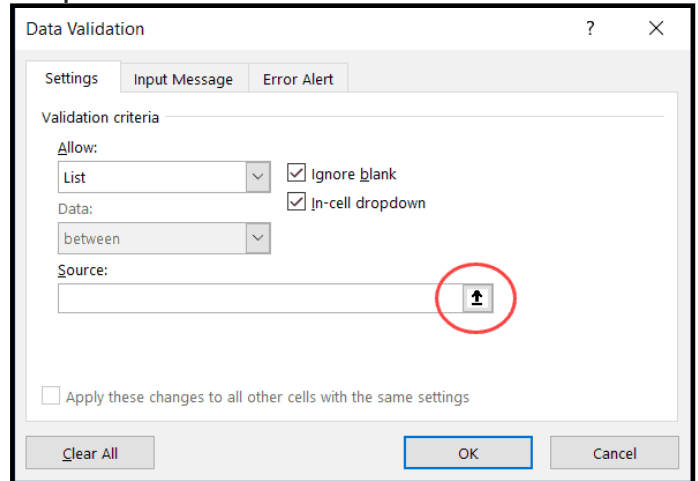 Data Validation ?
Settings Input Message Error Alert
Validation criteria
Allow:
List
Ignore blank
Data:
In-cell dropdown
between
Source:
Apply these changes to all other cells with the same settings
Clear All OK Cancel